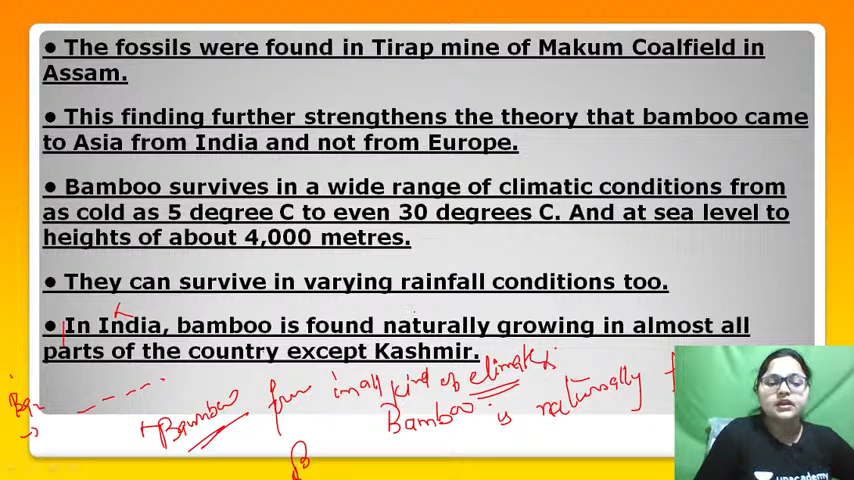 • The fossils were found in Tirap mine of Makum Coalfield in
Assam.
• This finding further strengthens the theory that bamboo came
to Asia from India and not from Europe.
• Bamboo survives in a wide range of climatic conditions from
as cold as 5 degree C to even 30 degrees C. And at sea level to
heights of about 4,000 metres.
• They can survive in varying rainfall conditions too.
• In India, bamboo is found naturally growing in almost all
parts of the country except Kashmir.
in all kind of climates
Bamboo
Bamboo is naturally
unacademy